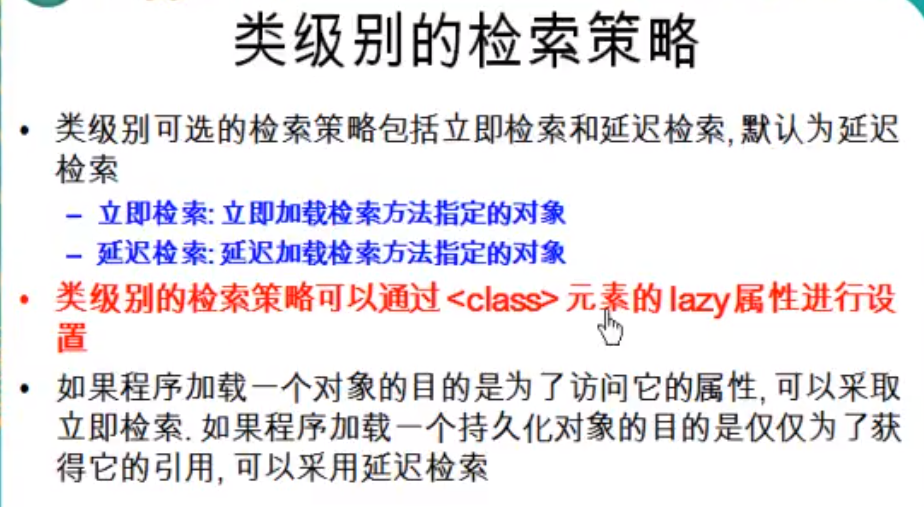 类级别的检索策略
• 类级别可选的检索策略包括立即检索和延迟检索, 默认为延迟
检索
– 立即检索: 立即加载检索方法指定的对象
– 延迟检索: 延迟加载检索方法指定的对象
• 类级别的检索策略可以通过 <class> 元素的 lazy 属性进行设
置
• 如果程序加载一个对象的目的是为了访问它的属性, 可以采取
立即检索. 如果程序加载一个持久化对象的目的是仅仅为了获
得它的引用, 可以采用延迟检索